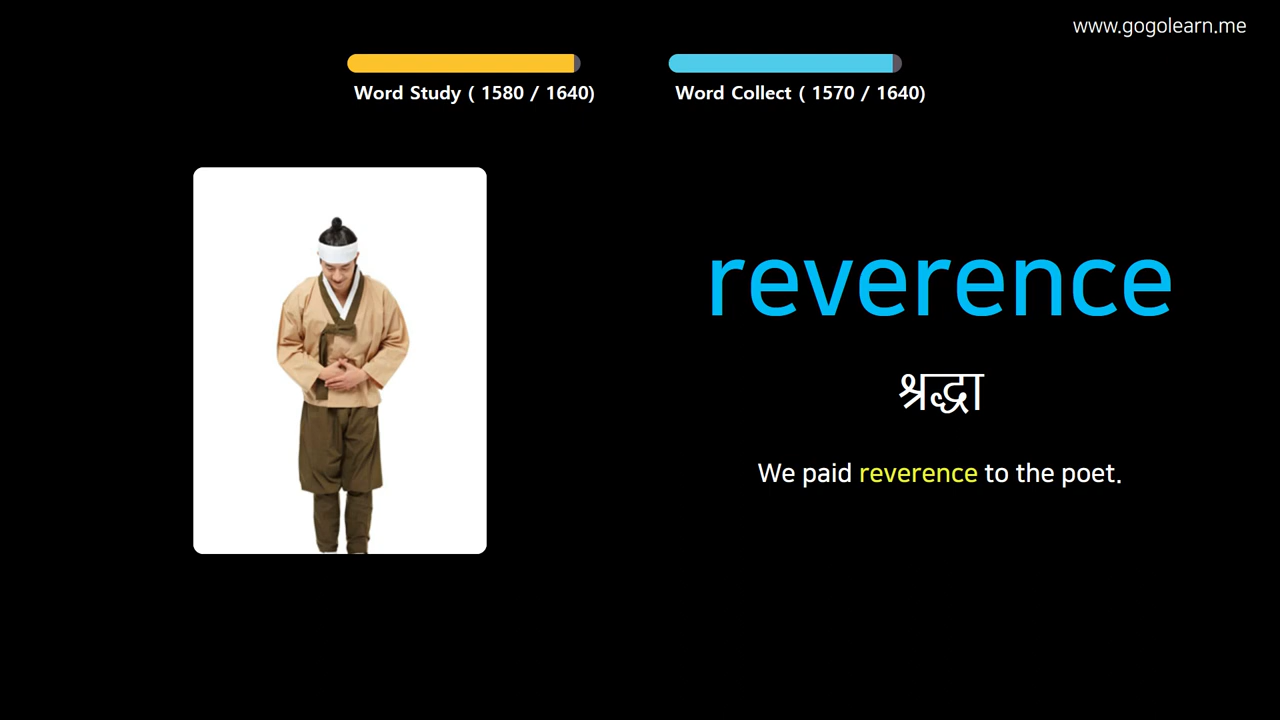 www.gogolearn.me
Word Study ( 1580 / 1640)
Word Collect ( 1570 / 1640)
reverence
श्रद्धा
We paid reverence to the poet.